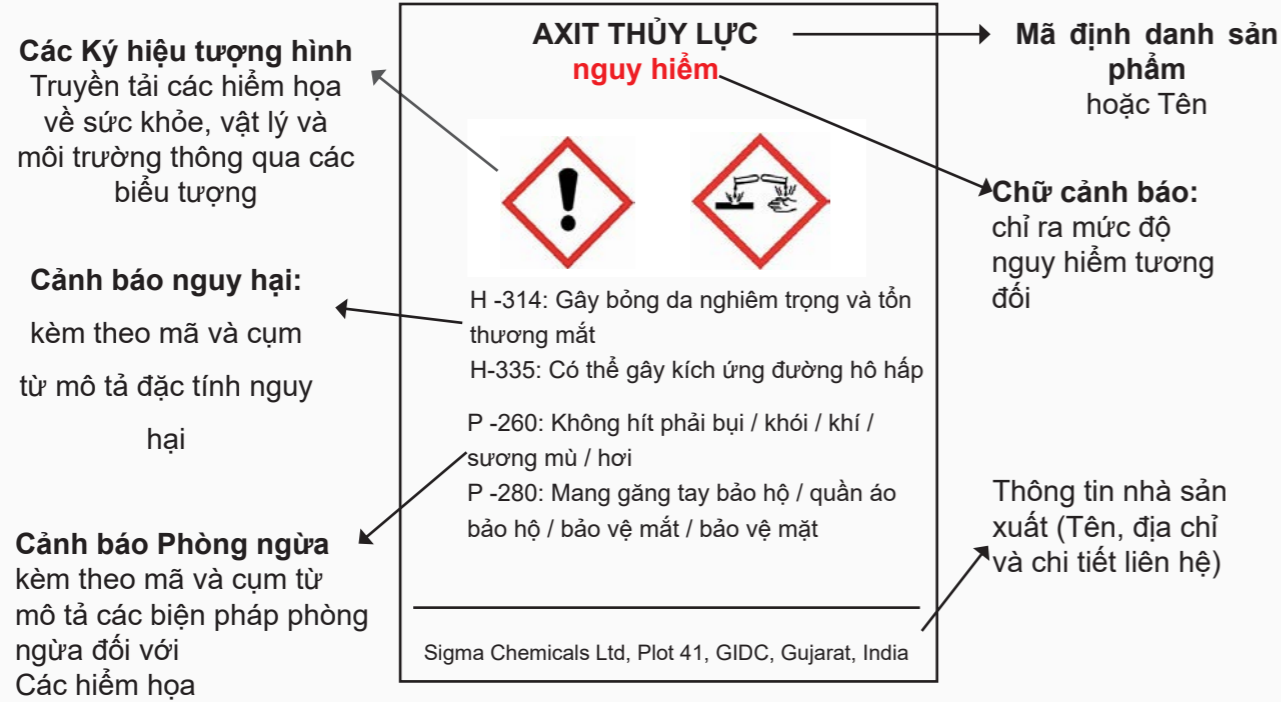 Các Ký hiệu tượng hình
Truyền tải các hiểm họa
về sức khỏe, vật lý và
môi trường thông qua các
biểu tượng
Cảnh báo nguy hại:
kèm theo mã và cụm
từ mô tả đặc tính nguy
hại
Cảnh báo Phòng ngừa
kèm theo mã và cụm từ
mô tả các biện pháp phòng
ngừa đối với
Các hiểm họa
AXIT THỦY LỰC
nguy hiểm
H -314: Gây bỏng da nghiêm trọng và tổn
thương mắt
H-335: Có thể gây kích ứng đường hô hấp
P -260: Không hít phải bụi / khói / khí /
sương mù / hơi
P -280: Mang găng tay bảo hộ / quần áo
bảo hộ / bảo vệ mắt / bảo vệ mặt
Sigma Chemicals Ltd, Plot 41, GIDC, Gujarat, India
Mã định danh sản
phẩm
hoặc Tên
Chữ cảnh báo:
chỉ ra mức độ
nguy hiểm tương
đối
Thông tin nhà sản
xuất (Tên, địa chỉ
và chi tiết liên hệ)